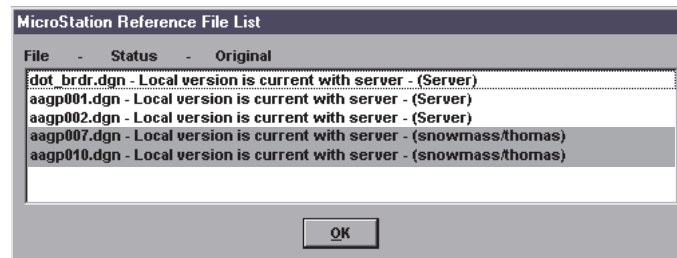 MicroStation Reference File List
File - Status - Original
dot_brdr.dgn - Local version is current with server - (Server)
aagp001.dgn - Local version is current with server - (Server)
aagp002.dgn - Local version is current with server - (Server)
aagp007.dgn - Local version is current with server - (snowmass/thomas)
aagp010.dgn - Local version is current with server - (snowmass/thomas)
OK